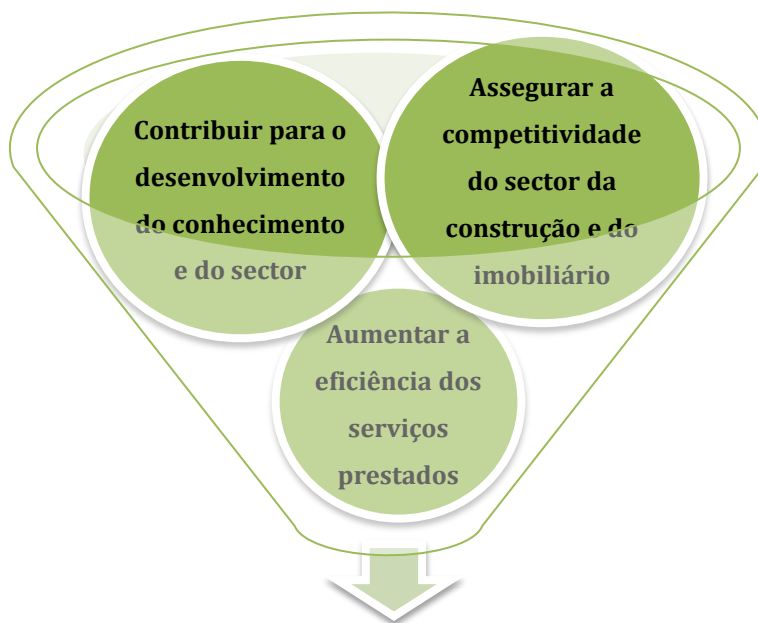 Contribuir para o
desenvolvimento
do conhecimento
e do sector
Assegurar a
competitividade
do sector da
construção e do
imobiliário
Aumentar a
eficiência dos
serviços
prestados